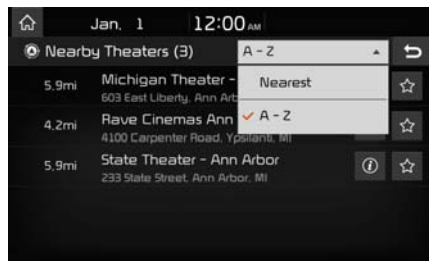 Jan. 1 12:00 AM
Nearby Theaters (3) A - Z
Nearest
A - Z
5.9mi Michigan Theater -
603 East Liberty, Ann Arb
4.2mi Rave Cinemas Ann
4100 Carpenter Road, Ypsilanti, MI
5.9mi State Theater - Ann Arbor
233 State Street, Ann Arbor, MI